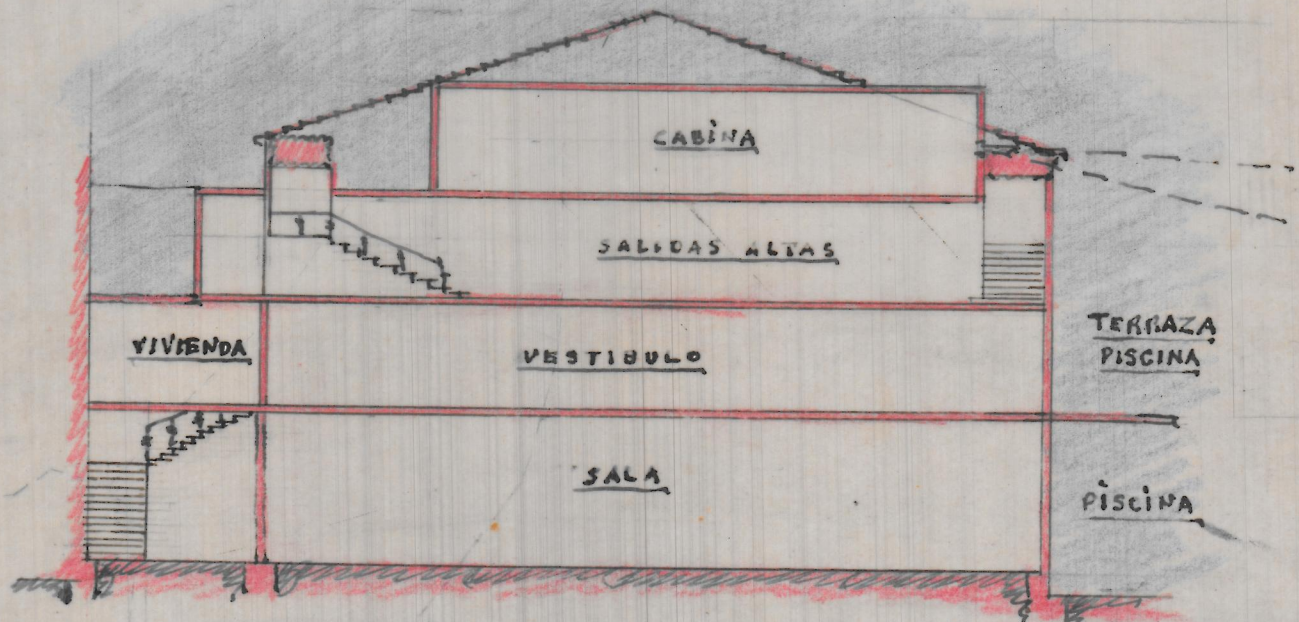 CABINA
SALIDAS ALTAS
VIVIENDA
VESTIBULO
TERRAZA
PISCINA
SALA
PISCINA